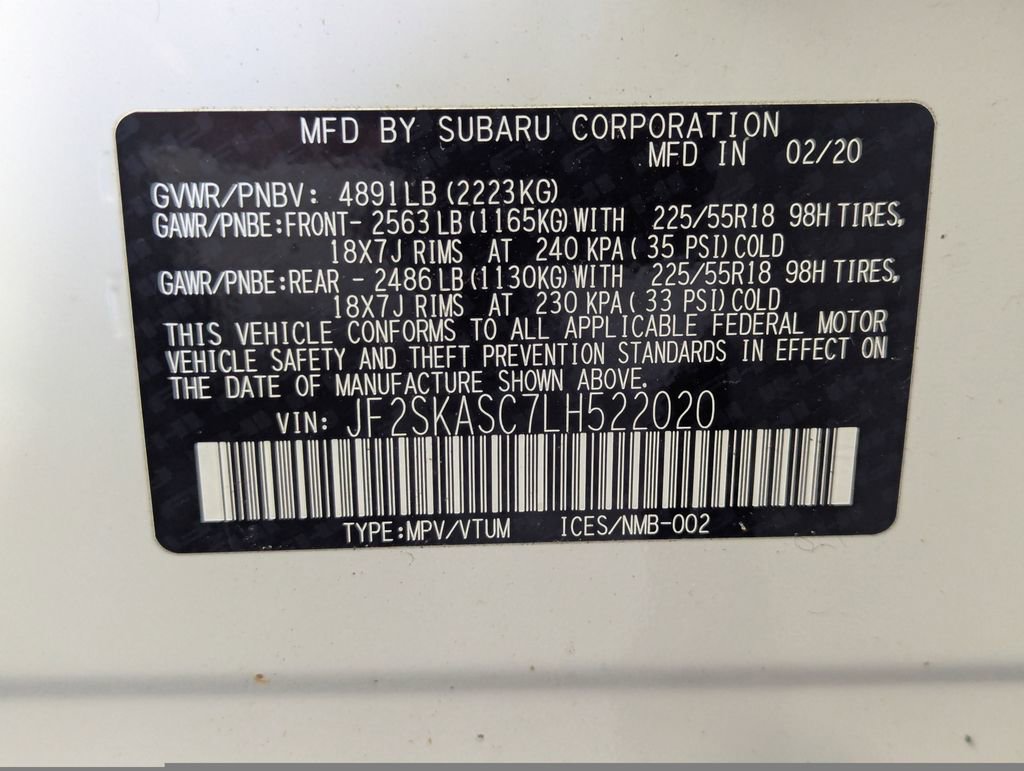 MFD BY SUBARU CORPORATION
MFD IN 02/20
GVWR/PNBV: 4891LB (2223KG)
GAWR/PNBE:FRONT- 2563 LB (1165KG) WITH 225/55R18 98H TIRES,
18X7J RIMS AT 240 KPA ( 35 PSI) COLD
GAWR/PNBE:REAR - 2486 LB (1130KG) WITH 225/55R18 98H TIRES,
18X7J RIMS AT 230 KPA ( 33 PSI) COLD
THIS VEHICLE CONFORMS TO ALL APPLICABLE FEDERAL MOTOR
VEHICLE SAFETY AND THEFT PREVENTION STANDARDS IN EFFECT ON
THE DATE OF MANUFACTURE SHOWN ABOVE.
VIN: JF2SKASC7LH522020
TYPE:MPV/VTUM ICES/NMB-002